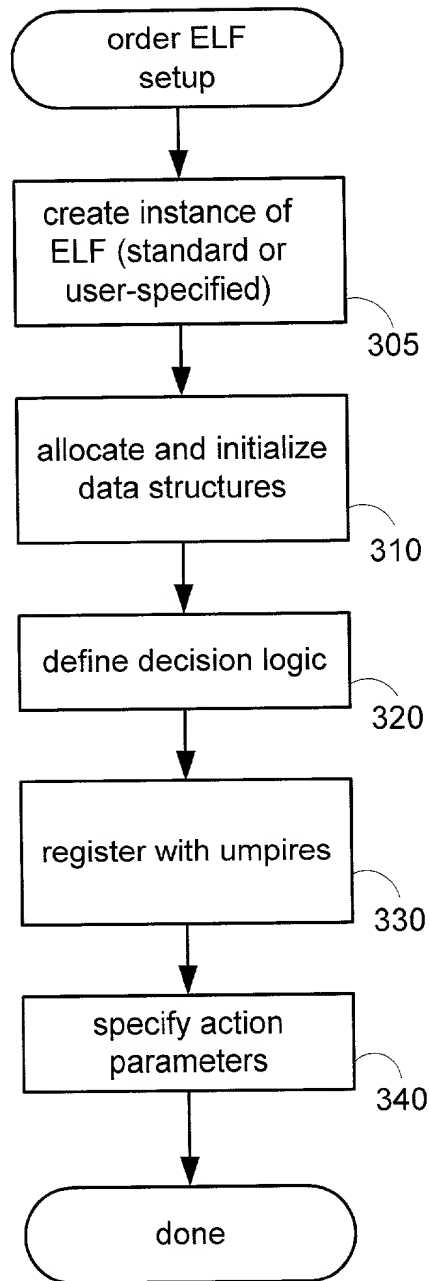 order ELF
setup
create instance of
ELF (standard or
user-specified)
305
allocate and initialize
data structures
310
define decision logic
320
register with umpires
330
specify action
parameters
340
done